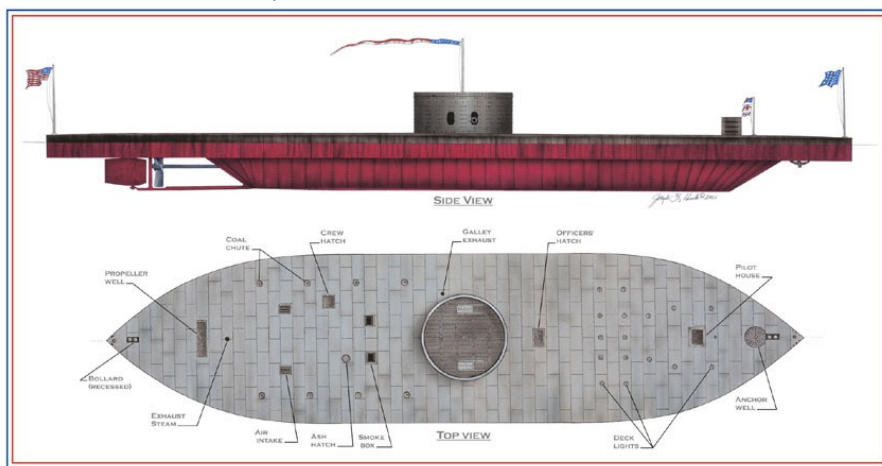 SIDE VIEW
COAL
CHUTE
CREW
HATCH
GALLEY
EXHAUST
OFFICERS'
HATCH
PROPELLER
WELL
PILOT
HOUSE
BOLLARD
(RECESSED)
EXHAUST
STEAM
AIR
INTAKE
ASH
HATCH
SMOKE
BOX
TOP VIEW
DECK
LIGHTS
ANCHOR
WELL